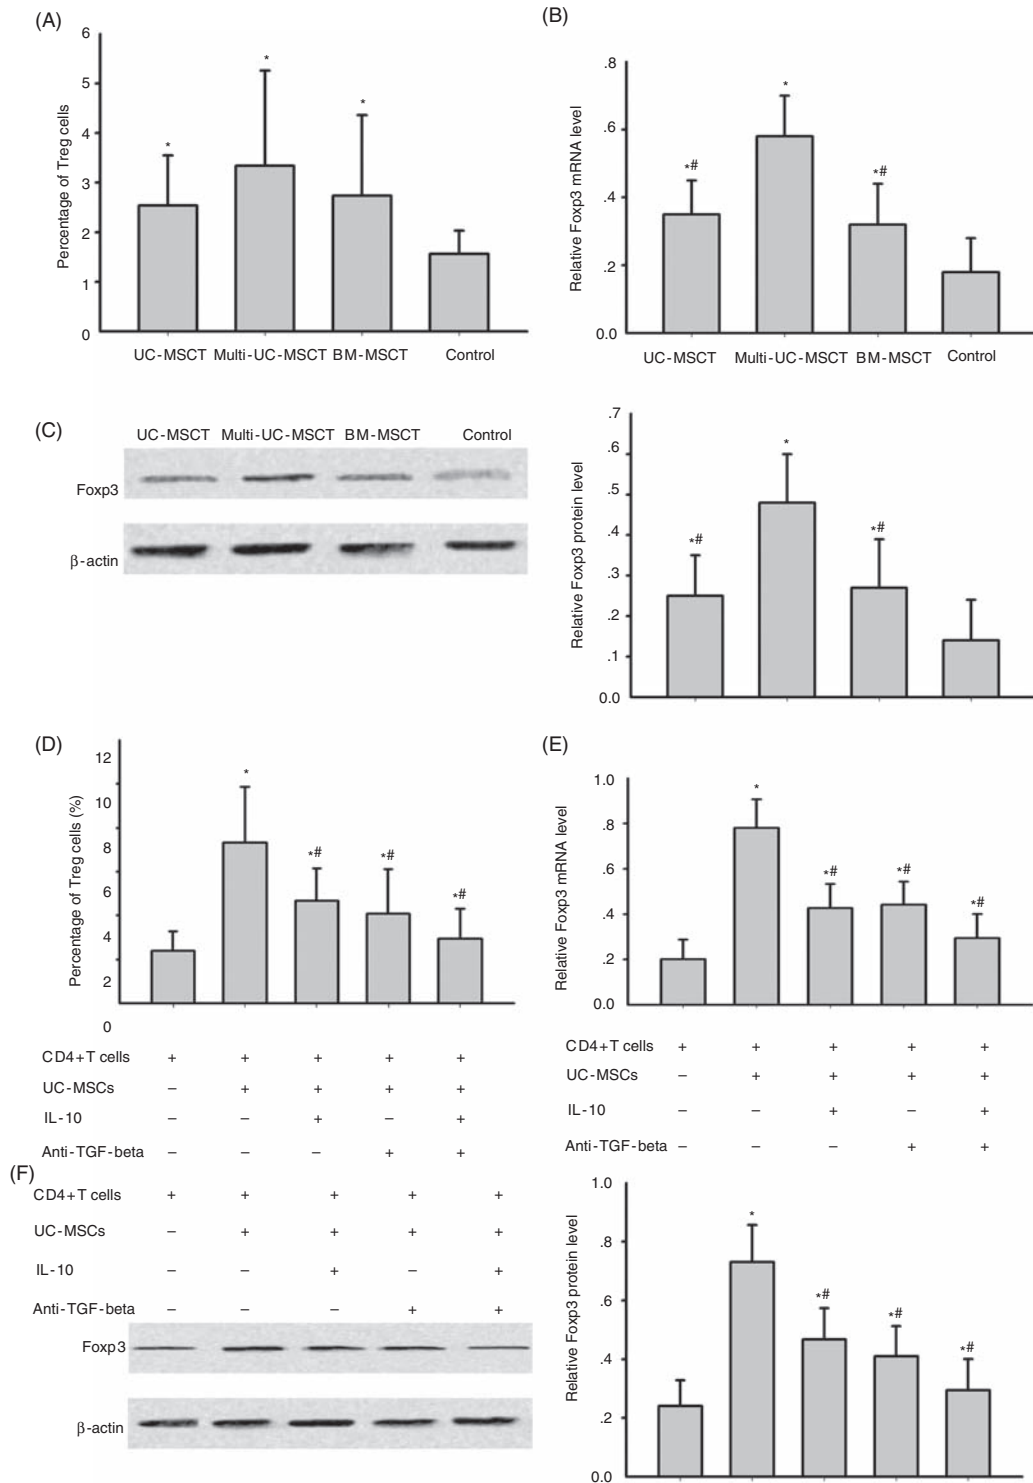 (A)
6
5
4
3
2
1
0
Percentage of Treg cells
*
*
*
UC-MSCT Multi-UC-MSCT BM-MSCT Control
(B)
.8
.6
.4
.2
0.0
Relative Foxp3 mRNA level
*#
*
*#
UC-MSCT Multi-UC-MSCT BM-MSCT Control
(C)
UC-MSCT Multi-UC-MSCT BM-MSCT Control
Foxp3
β-actin
.7
.6
.5
.4
.3
.2
.1
0.0
Relative Foxp3 protein level
*#
*
*#
(D)
12
10
8
6
4
2
0
Percentage of Treg cells (%)
*
*#
*#
*#
CD4+T cells + + + + +
UC-MSCs – + + + +
IL-10 – – + – +
Anti-TGF-beta – – – + +
(E)
1.0
.8
.6
.4
.2
0.0
Relative Foxp3 mRNA level
*
*#
*#
*#
CD4+T cells + + + + +
UC-MSCs – + + + +
IL-10 – – + – +
Anti-TGF-beta – – – + +
(F)
CD4+T cells + + + + +
UC-MSCs – + + + +
IL-10 – – + – +
Anti-TGF-beta – – – + +
Foxp3
β-actin
1.0
.8
.6
.4
.2
0.0
Relative Foxp3 protein level
*
*#
*#
*#